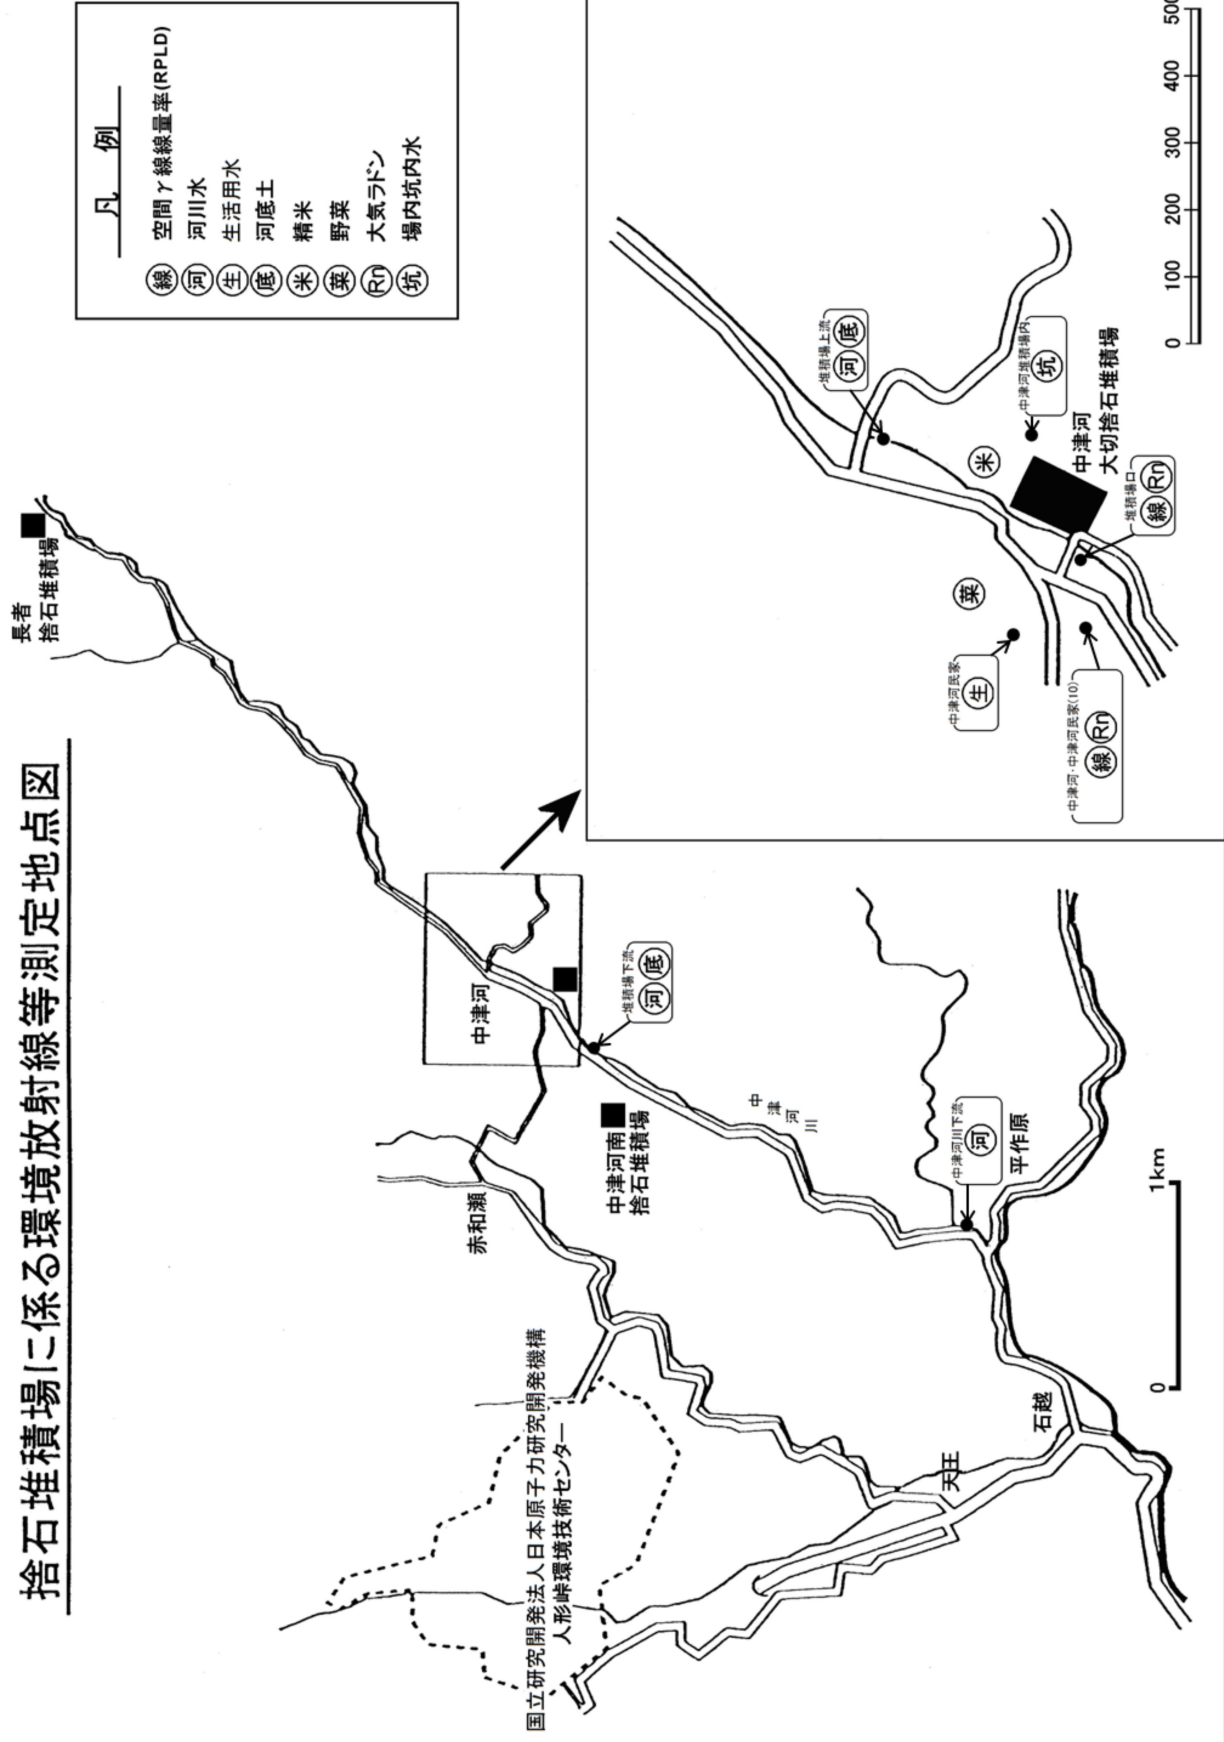 捨石堆積場に係る環境放射線等測定地点図
凡　例
線 空間γ線線量率(RPLD)
河 河川水
生 生活用水
底 河底土
米 精米
菜 野菜
Rn 大気ラドン
坑 場内坑内水
長者
捨石堆積場
中津河
堆積場下流
河 底
中津河南
捨石堆積場
赤和瀬
中津河川
国立研究開発法人日本原子力研究開発機構
人形峠環境技術センター
中津河川下流
河
平作原
石越
天王
0 1km
堆積場上流
河 底
米
中津河堆積場内
坑
中津河
大切捨石堆積場
堆積場口
線 Rn
菜
中津河民家
生
中津河・中津河民家(10)
線 Rn
0 100 200 300 400